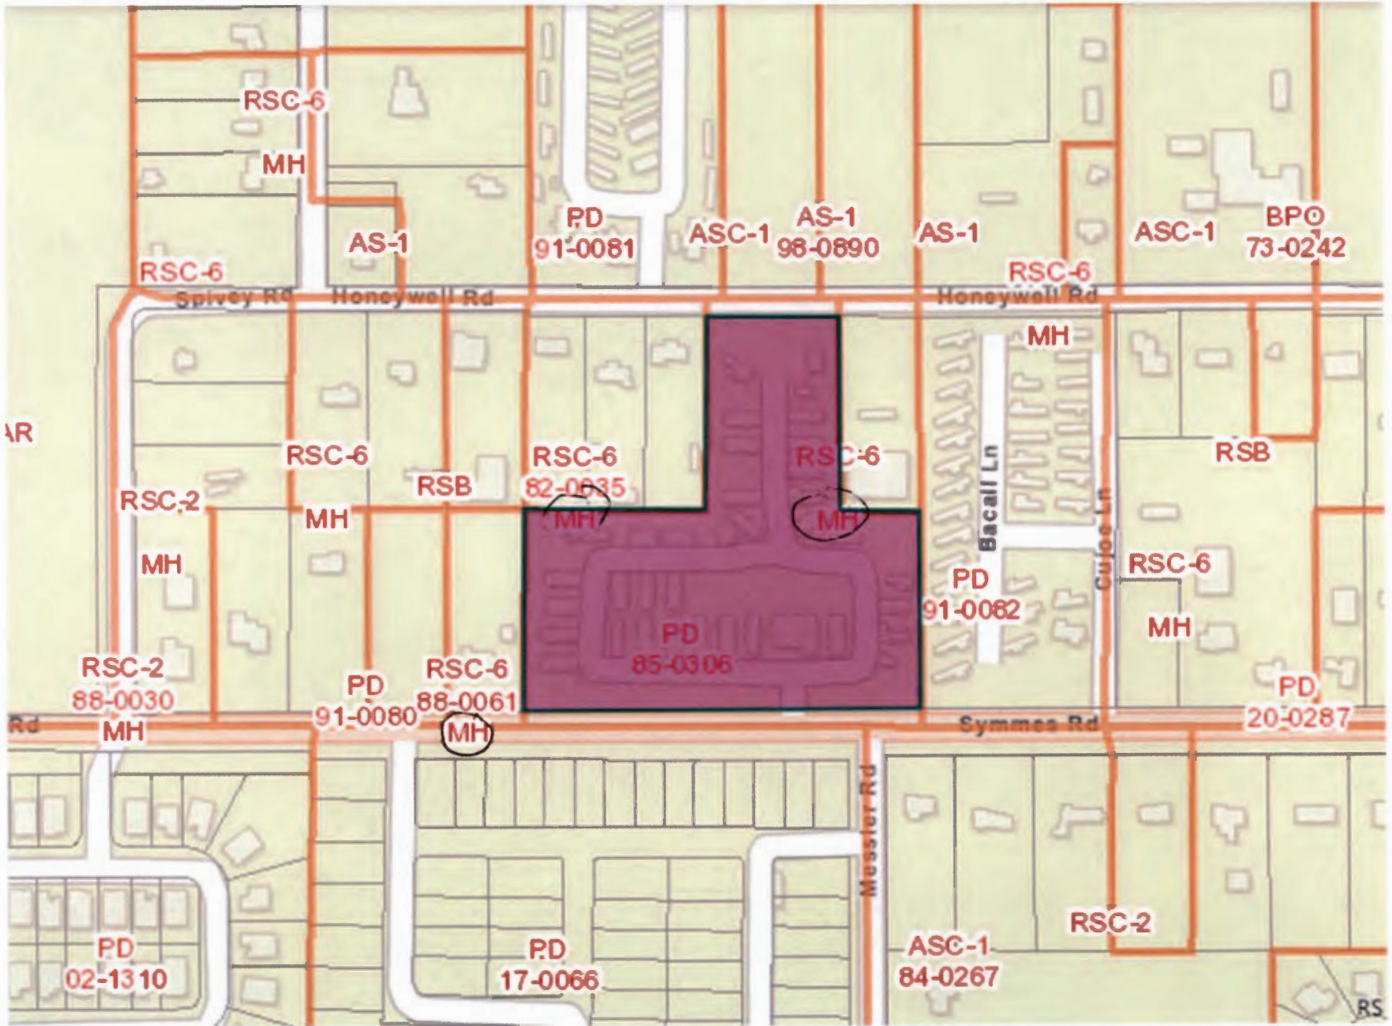 RSC-6
MH
AS-1
PD
91-0081
ASC-1
AS-1
98-0890
AS-1
RSC-6
ASC-1
BPO
73-0242
RSC-6
Spivey Rd
Honeywell Rd
Honeywell Rd
MH
AR
RSC-6
RSB
RSC-6
82-0035
RSC-6
RSB
RSC-2
MH
MH
MH
Bacall Ln
Cujoe Ln
MH
RSC-6
MH
PD
91-0082
PD
85-0306
RSC-2
88-0030
MH
PD
91-0080
RSC-6
88-0061
MH
PD
20-0287
Rd
Symmes Rd
Messler Rd
RSC-2
PD
02-1310
PD
17-0066
ASC-1
84-0267
RS